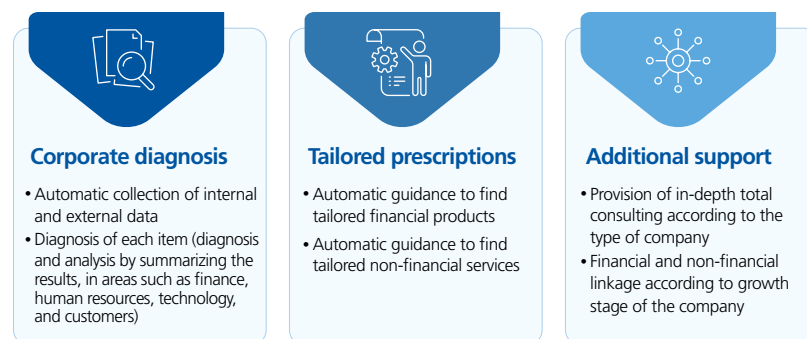 Corporate diagnosis
• Automatic collection of internal
and external data
• Diagnosis of each item (diagnosis
and analysis by summarizing the
results, in areas such as finance,
human resources, technology,
and customers)
Tailored prescriptions
• Automatic guidance to find
tailored financial products
• Automatic guidance to find
tailored non-financial services
Additional support
• Provision of in-depth total
consulting according to the
type of company
• Financial and non-financial
linkage according to growth
stage of the company